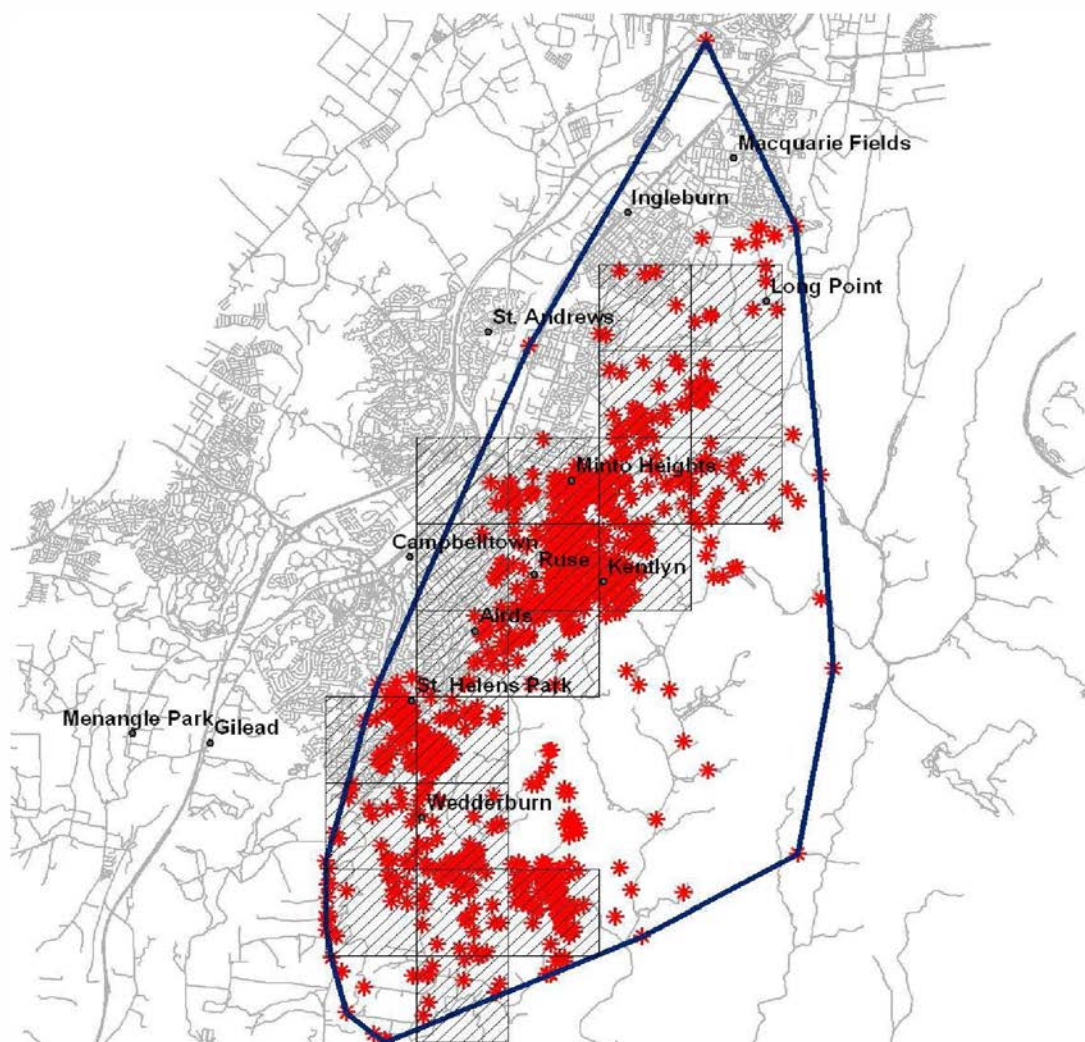 Macquarie Fields
Ingleburn
Long Point
St. Andrews
Minto Heights
Campbelltown
Ruse
Kentlyn
Airds
St. Helens Park
Menangle Park
Gilead
Wedderburn